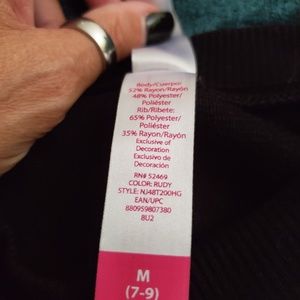 Body/Cuerpo:
52% Rayon/Rayón
48% Polyester/
Poliéster
Rib/Ribete:
65% Polyester/
Poliéster
35% Rayon/Rayón
Exclusive of
Decoration
Exclusivo de
Decoración
RN# 52469
COLOR: RUDY
STYLE: NJ48T200HG
EAN/UPC
880959807380
8U2
M
(7-9)